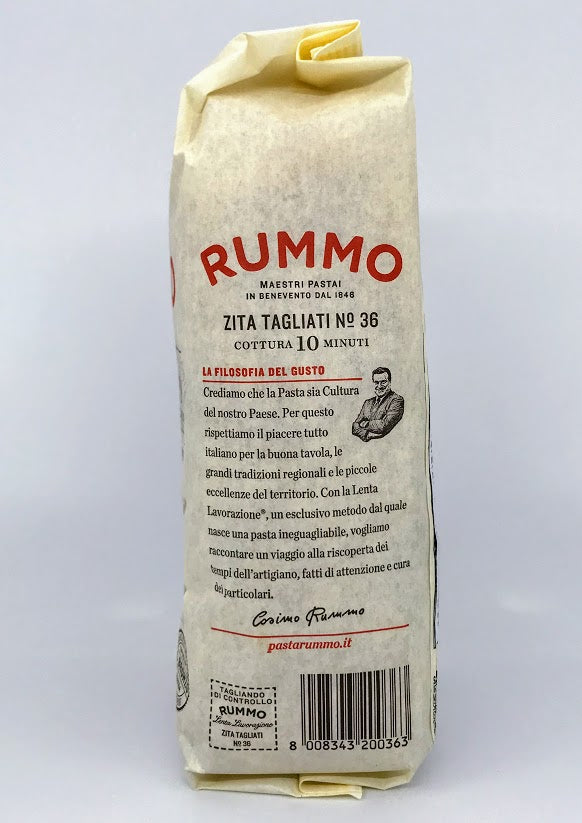 RUMMO
MAESTRI PASTAI
IN BENEVENTO DAL 1846
ZITA TAGLIATI Nº 36
COTTURA 10 MINUTI
LA FILOSOFIA DEL GUSTO
Crediamo che la Pasta sia Cultura
del nostro Paese. Per questo
rispettiamo il piacere tutto
italiano per la buona tavola, le
grandi tradizioni regionali e le piccole
eccellenze del territorio. Con la Lenta
Lavorazione®, un esclusivo metodo dal quale
nasce una pasta ineguagliabile, vogliamo
raccontare un viaggio alla riscoperta dei
tempi dell'artigiano, fatti di attenzione e cura
dei particolari.
Cosimo Rummo
pastarummo.it
TAGLIANDO
DI CONTROLLO
RUMMO
Lenta Lavorazione
ZITA TAGLIATI
Nº 36
8 008343 200363